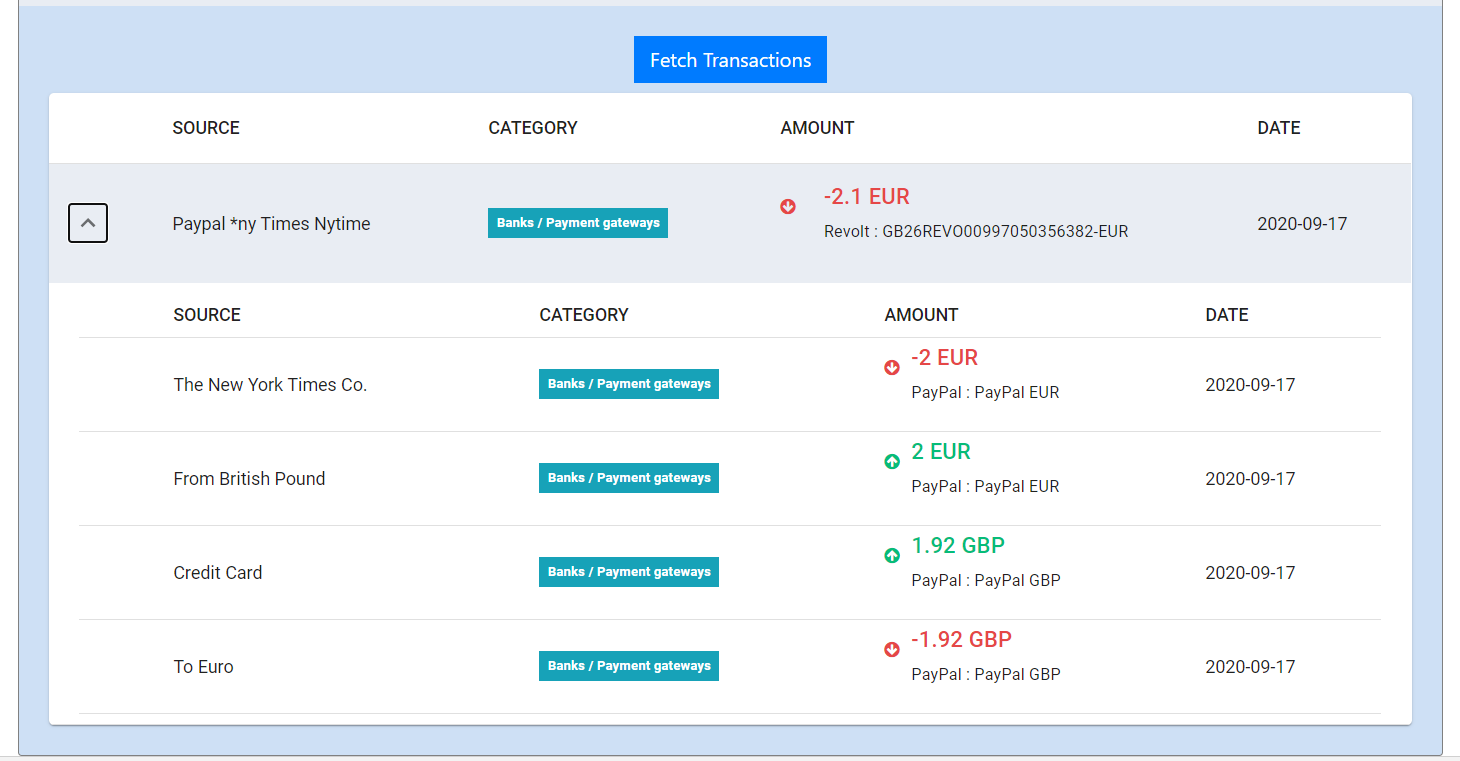 Fetch Transactions
SOURCE CATEGORY AMOUNT DATE
Paypal *ny Times Nytime Banks / Payment gateways -2.1 EUR 2020-09-17
Revolt : GB26REVO00997050356382-EUR
SOURCE CATEGORY AMOUNT DATE
The New York Times Co. Banks / Payment gateways -2 EUR 2020-09-17
PayPal : PayPal EUR
From British Pound Banks / Payment gateways 2 EUR 2020-09-17
PayPal : PayPal EUR
Credit Card Banks / Payment gateways 1.92 GBP 2020-09-17
PayPal : PayPal GBP
To Euro Banks / Payment gateways -1.92 GBP 2020-09-17
PayPal : PayPal GBP